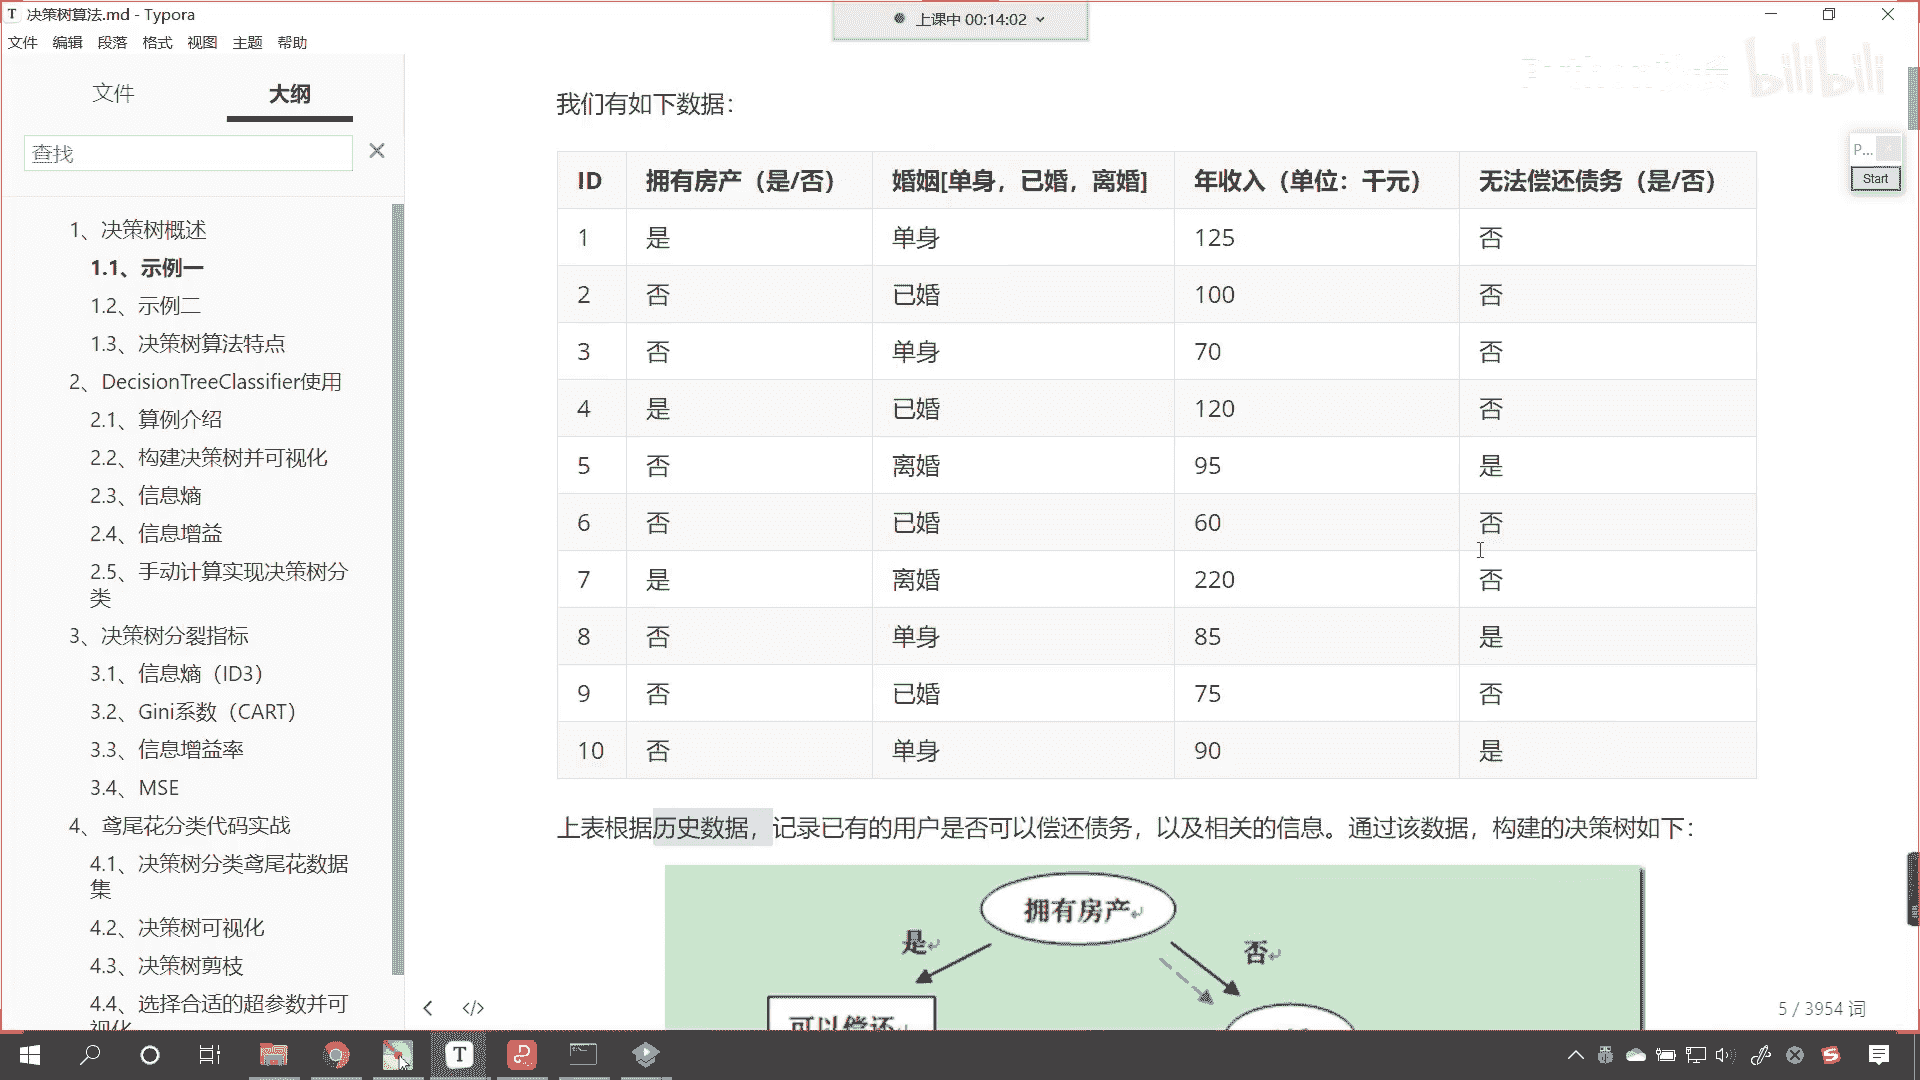 决策树算法.md - Typora
上课中 00:14:02
文件 编辑 段落 格式 视图 主题 帮助
bilibili
文件 大纲
查找
P...
Start
1、决策树概述
1.1、示例一
1.2、示例二
1.3、决策树算法特点
2、DecisionTreeClassifier使用
2.1、算例介绍
2.2、构建决策树并可视化
2.3、信息熵
2.4、信息增益
2.5、手动计算实现决策树分
类
3、决策树分裂指标
3.1、信息熵（ID3）
3.2、Gini系数（CART）
3.3、信息增益率
3.4、MSE
4、鸢尾花分类代码实战
4.1、决策树分类鸢尾花数据
集
4.2、决策树可视化
4.3、决策树剪枝
4.4、选择合适的超参数并可
视化
我们有如下数据：
ID 拥有房产（是/否） 婚姻[单身，已婚，离婚] 年收入（单位：千元） 无法偿还债务（是/否）
1 是 单身 125 否
2 否 已婚 100 否
3 否 单身 70 否
4 是 已婚 120 否
5 否 离婚 95 是
6 否 已婚 60 否
7 是 离婚 220 否
8 否 单身 85 是
9 否 已婚 75 否
10 否 单身 90 是
上表根据历史数据，记录已有的用户是否可以偿还债务，以及相关的信息。通过该数据，构建的决策树如下：
拥有房产
是 否
可以偿还
</> 5 / 3954 词